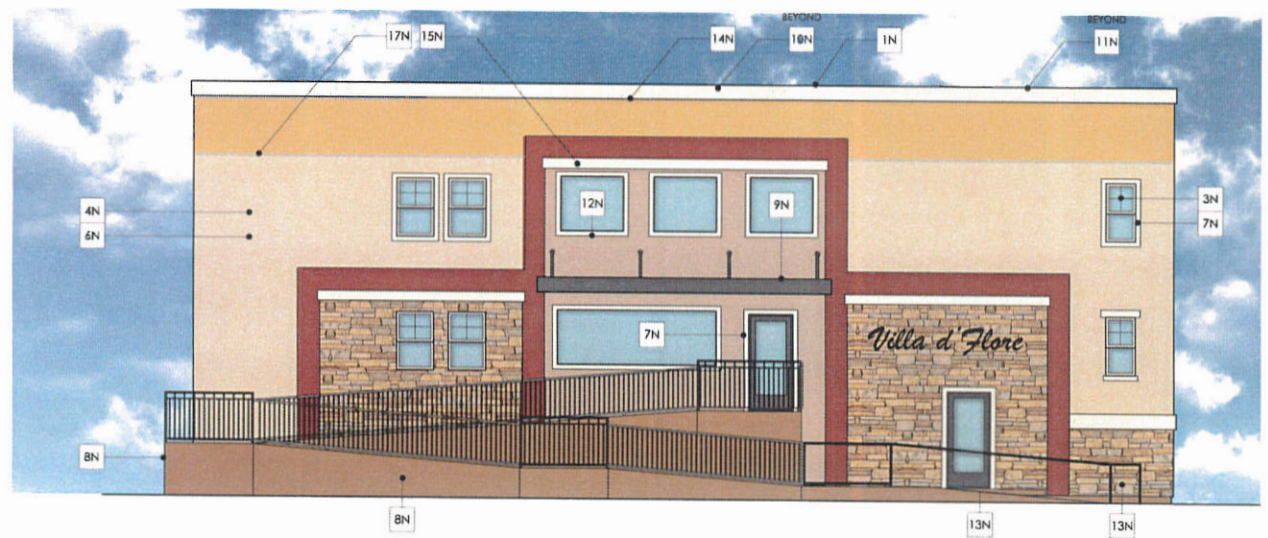 BEYOND
BEYOND
17N 15N
14N
10N
1N
11N
4N
6N
12N
9N
3N
7N
7N
Villa d'Flore
8N
8N
13N
13N